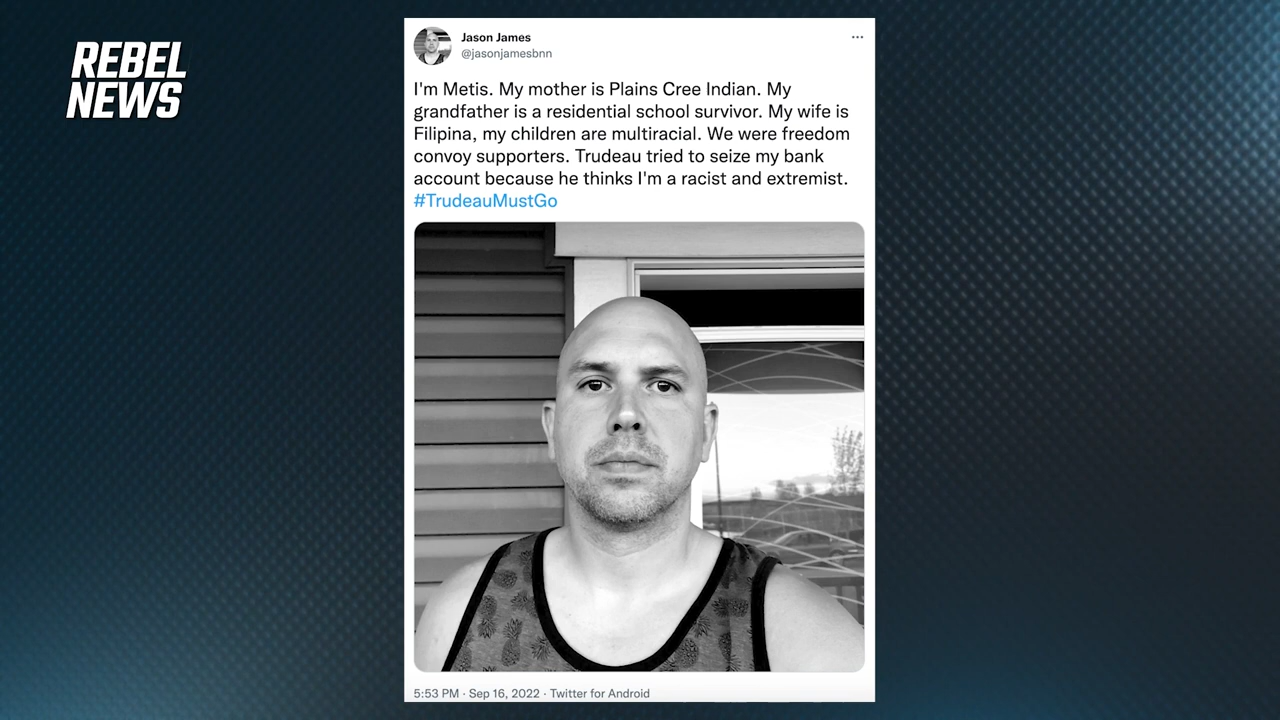 REBEL
NEWS
Jason James
@jasonjamesbnn
I'm Metis. My mother is Plains Cree Indian. My
grandfather is a residential school survivor. My wife is
Filipina, my children are multiracial. We were freedom
convoy supporters. Trudeau tried to seize my bank
account because he thinks I'm a racist and extremist.
#TrudeauMustGo
5:53 PM · Sep 16, 2022 · Twitter for Android